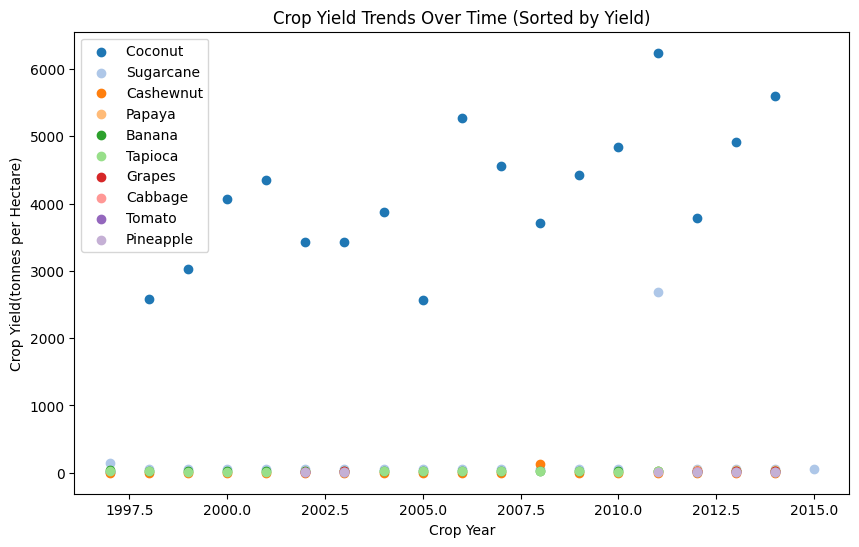 Crop Yield Trends Over Time (Sorted by Yield)
Coconut
Sugarcane
Cashewnut
Papaya
Banana
Tapioca
Grapes
Cabbage
Tomato
Pineapple
Crop Yield(tonnes per Hectare)
6000
5000
4000
3000
2000
1000
0
1997.5 2000.0 2002.5 2005.0 2007.5 2010.0 2012.5 2015.0
Crop Year